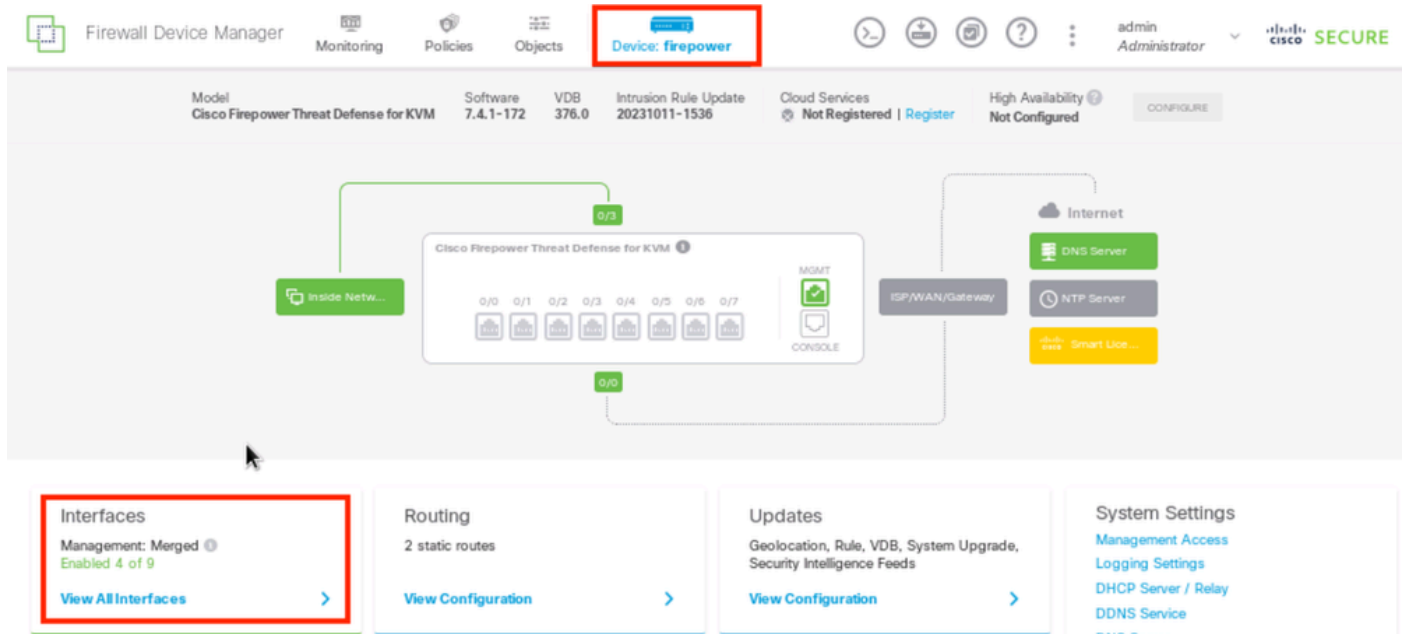 Firewall Device Manager
Monitoring
Policies
Objects
Device: firepower
admin
Administrator
CISCO SECURE
Model
Cisco Firepower Threat Defense for KVM
Software
7.4.1-172
VDB
376.0
Intrusion Rule Update
20231011-1536
Cloud Services
Not Registered | Register
High Availability
Not Configured
CONFIGURE
0/3
Internet
Cisco Firepower Threat Defense for KVM
DNS Server
MGMT
Inside Netw...
0/0 0/1 0/2 0/3 0/4 0/5 0/6 0/7
ISP/WAN/Gateway
NTP Server
CONSOLE
Smart Lice...
0/0
Interfaces
Management: Merged
Enabled 4 of 9
View All Interfaces
Routing
2 static routes
View Configuration
Updates
Geolocation, Rule, VDB, System Upgrade,
Security Intelligence Feeds
View Configuration
System Settings
Management Access
Logging Settings
DHCP Server / Relay
DDNS Service